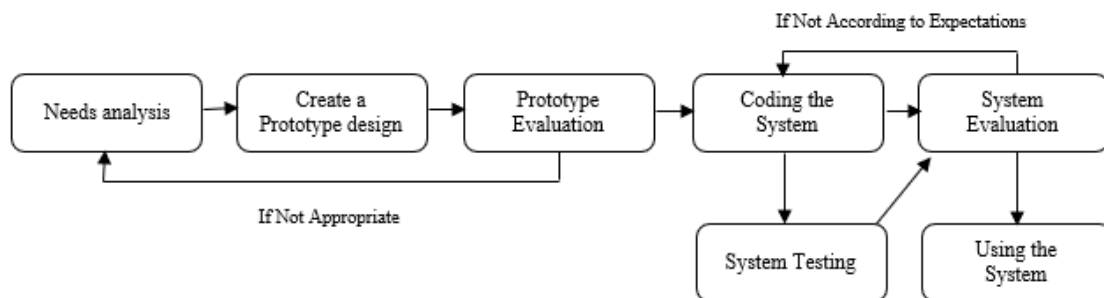 If Not According to Expectations
Needs analysis
Create a
Prototype design
Prototype
Evaluation
Coding the
System
System
Evaluation
If Not Appropriate
System Testing
Using the
System